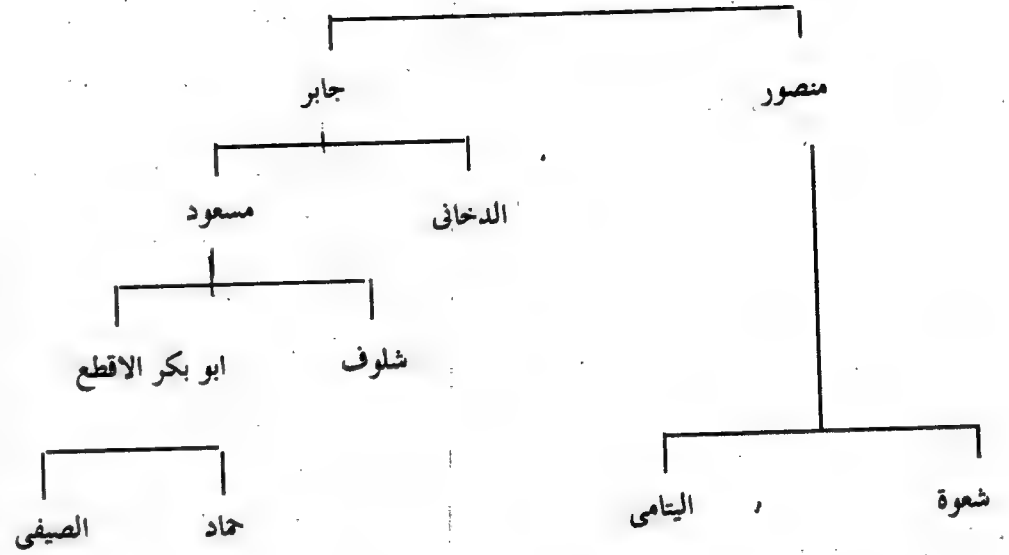 منصور جابر
الدخانى مسعود
شلوف ابو بكر الاقطع
شعوة اليتامى حماد الصيفى